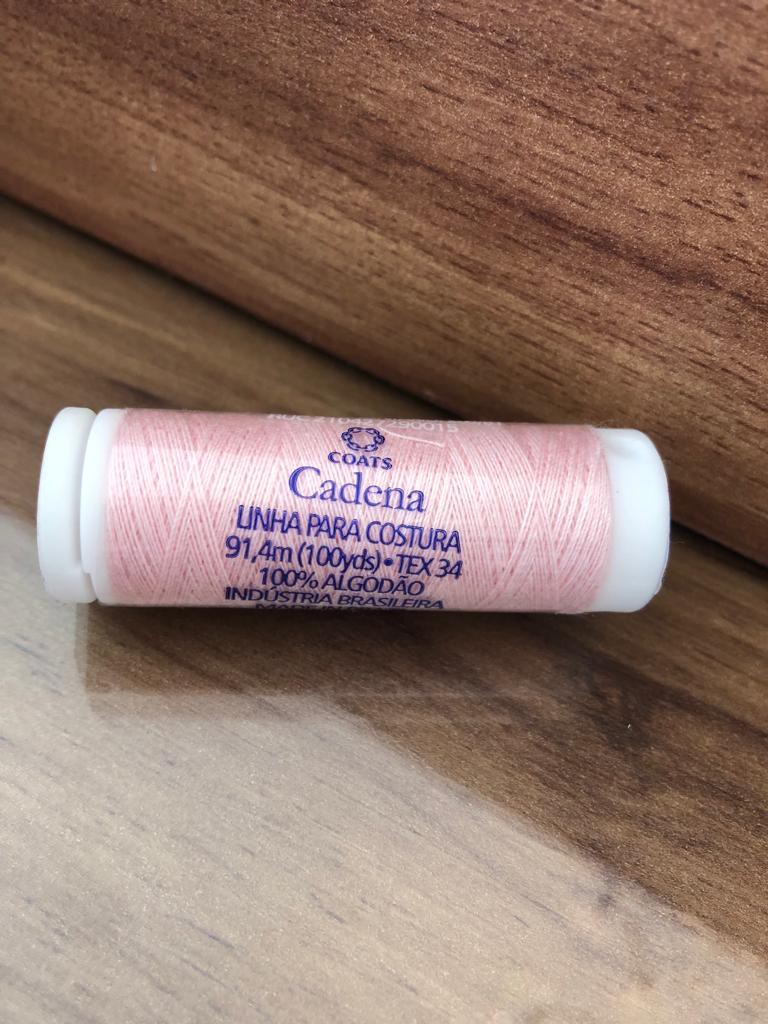 COATS
Cadena
LINHA PARA COSTURA
91,4m (100yds) • TEX 34
100% ALGODÃO
INDÚSTRIA BRASILEIRA